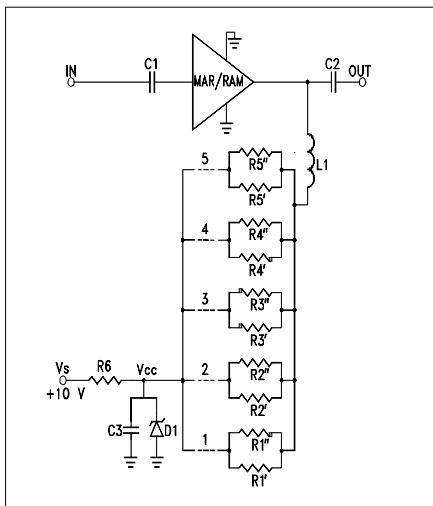 C1
C2
IN
MAR/RAM
OUT
L1
5
R5"
R5'
4
R4"
R4'
3
R3"
R3'
Vs
R6
Vcc
2
R2"
+10 V
R2'
C3
D1
1
R1"
R1'